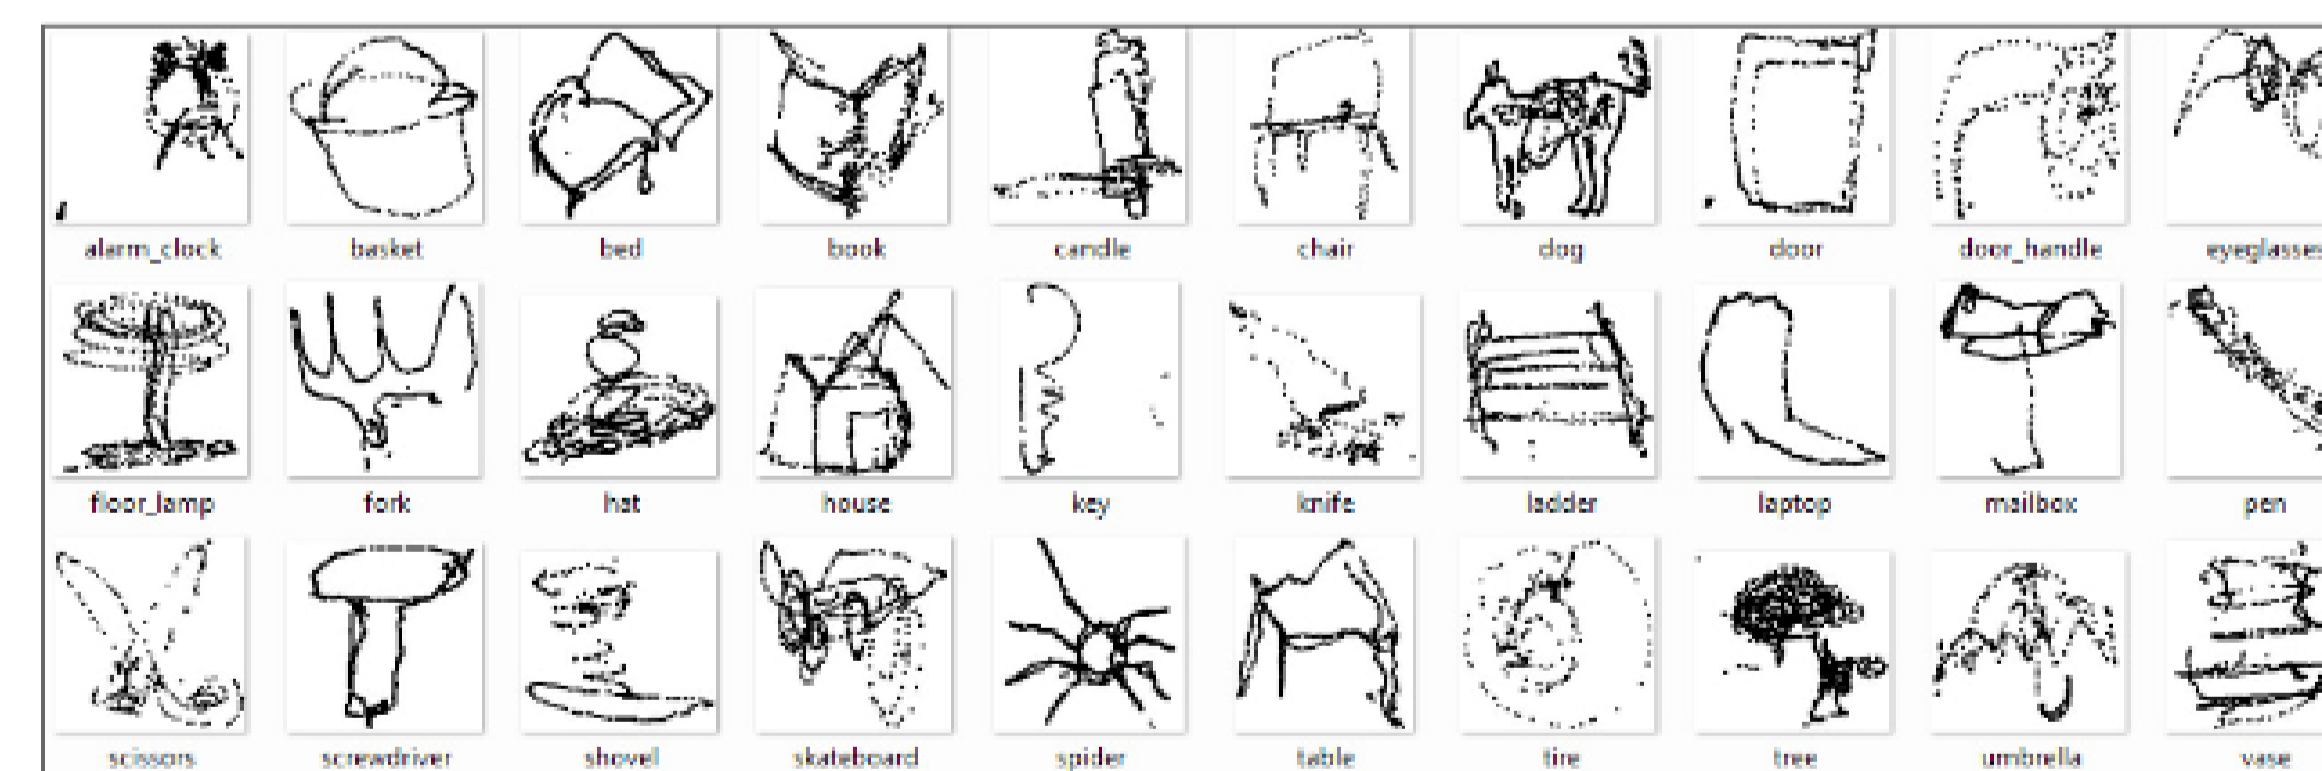 alarm_clock basket bed book candle chair dog door door_handle eyeglasses
floor_lamp fork hat house key knife ladder laptop mailbox pen
scissors screwdriver shovel skateboard spider table tire tree umbrella vase